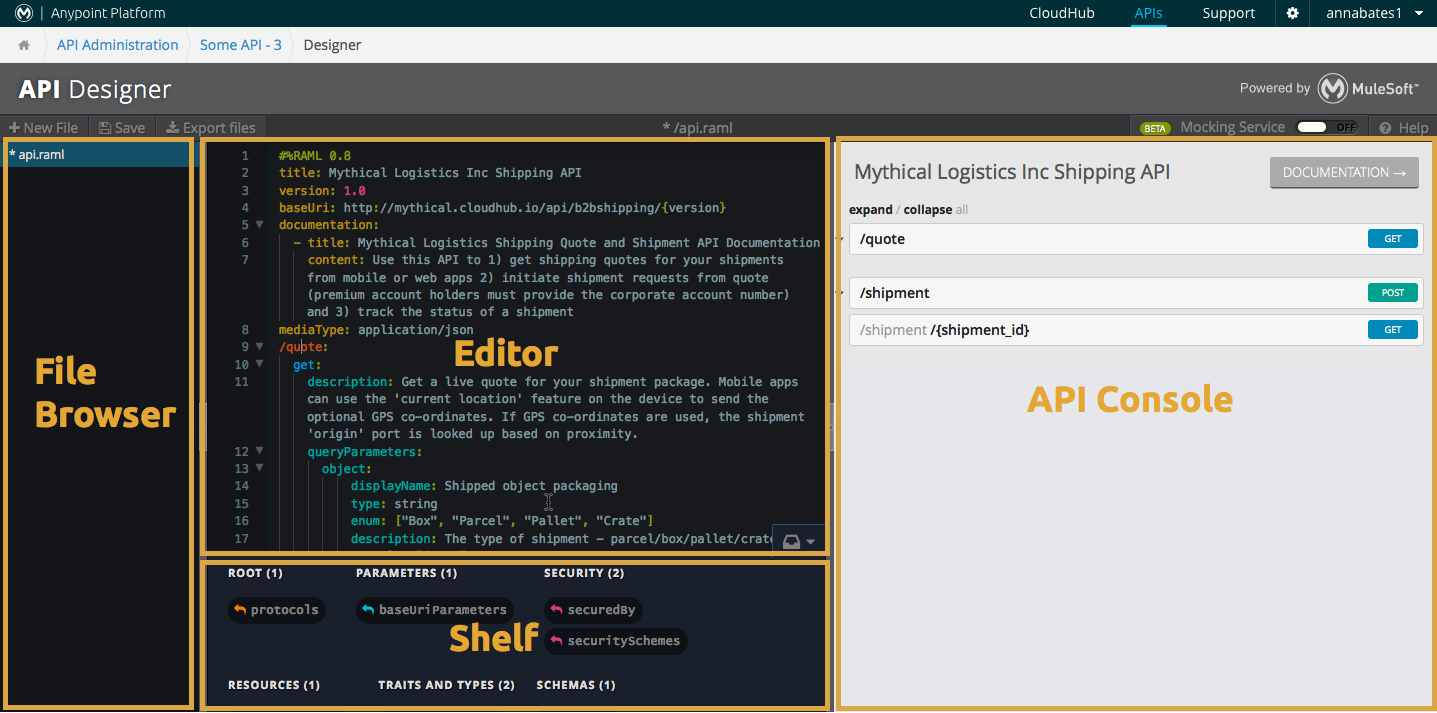 Anypoint Platform
CloudHub
APIs
Support
annabates1
API Administration
Some API - 3
Designer
API Designer
Powered by MuleSoft™
New File
Save
Export files
* /api.raml
BETA
Mocking Service
OFF
Help
* api.raml
File
Browser
1 #%RAML 0.8
2 title: Mythical Logistics Inc Shipping API
3 version: 1.0
4 baseUri: http://mythical.cloudhub.io/api/b2bshipping/{version}
5 documentation:
6 - title: Mythical Logistics Shipping Quote and Shipment API Documentation
7 content: Use this API to 1) get shipping quotes for your shipments
from mobile or web apps 2) initiate shipment requests from quote
(premium account holders must provide the corporate account number)
and 3) track the status of a shipment
8 mediaType: application/json
9 /quote:
10 get:
11 description: Get a live quote for your shipment package. Mobile apps
can use the 'current location' feature on the device to send the
optional GPS co-ordinates. If GPS co-ordinates are used, the shipment
'origin' port is looked up based on proximity.
12 queryParameters:
13 object:
14 displayName: Shipped object packaging
15 type: string
16 enum: ["Box", "Parcel", "Pallet", "Crate"]
17 description: The type of shipment - parcel/box/pallet/crate
Editor
ROOT (1)
PARAMETERS (1)
SECURITY (2)
protocols
baseUriParameters
securedBy
securitySchemes
Shelf
RESOURCES (1)
TRAITS AND TYPES (2)
SCHEMAS (1)
Mythical Logistics Inc Shipping API
DOCUMENTATION →
expand / collapse all
/quote
GET
/shipment
POST
/shipment /{shipment_id}
GET
API Console